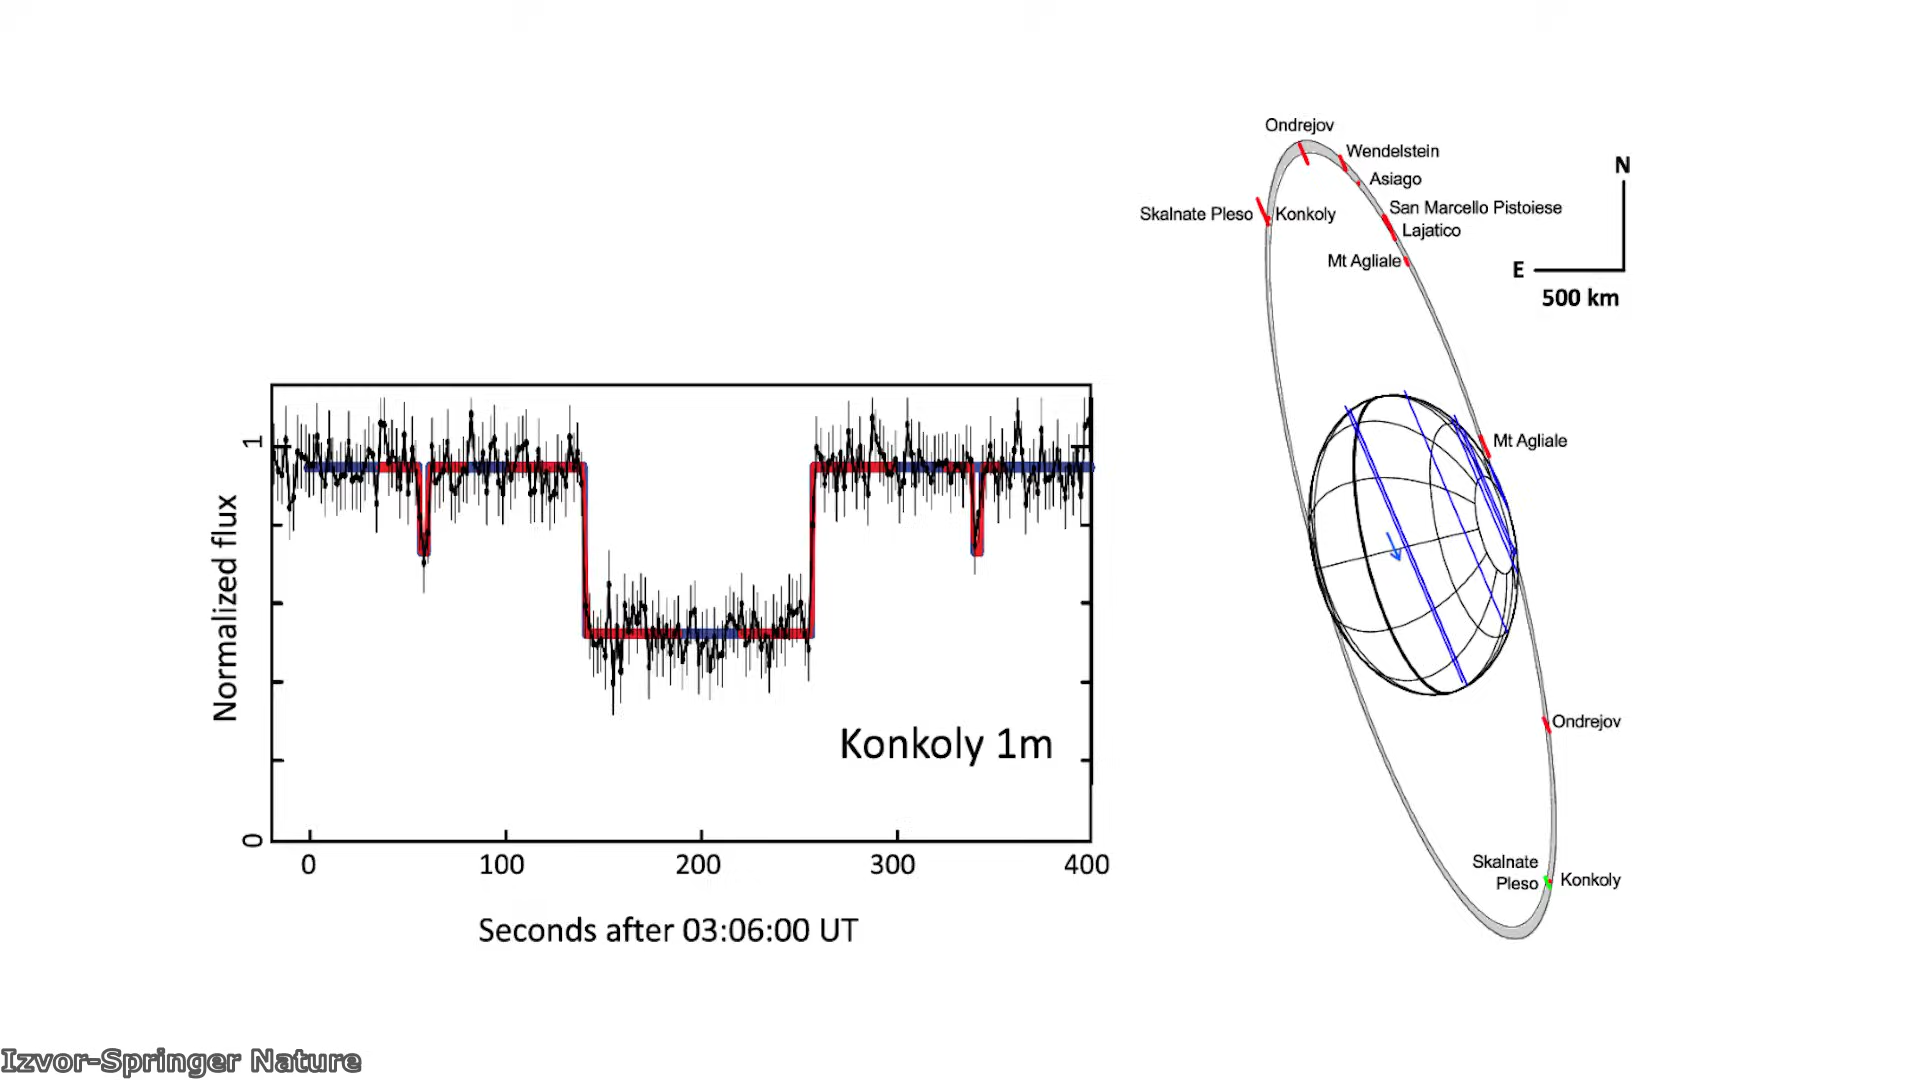 Ondrejov
Wendelstein
Asiago
San Marcello Pistoiese
Lajatico
Skalnate Pleso
Konkoly
Mt Agliale
N
E
500 km
Mt Agliale
Ondrejov
Skalnate
Pleso
Konkoly
Normalized flux
1
0
Konkoly 1m
0 100 200 300 400
Seconds after 03:06:00 UT
Izvor-Springer Nature